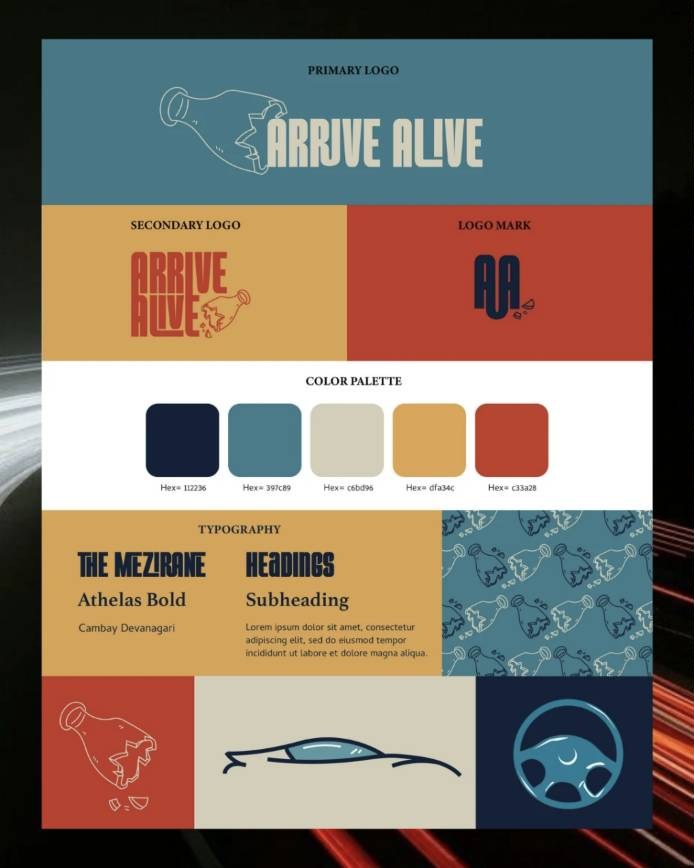 PRIMARY LOGO
ARRIVE ALIVE
SECONDARY LOGO
ARRIVE
ALIVE
LOGO MARK
AA
COLOR PALETTE
Hex= 112236
Hex= 397c89
Hex= c6bd96
Hex= dfa34c
Hex= c33a28
TYPOGRAPHY
THE MEZIRANE
HEADINGS
Athelas Bold
Subheading
Cambay Devanagari
Lorem ipsum dolor sit amet, consectetur
adipiscing elit, sed do eiusmod tempor
incididunt ut labore et dolore magna aliqua.